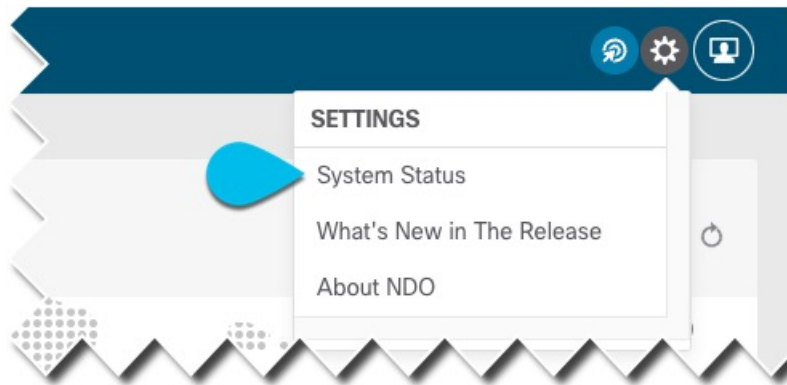 SETTINGS
System Status
What's New in The Release
About NDO